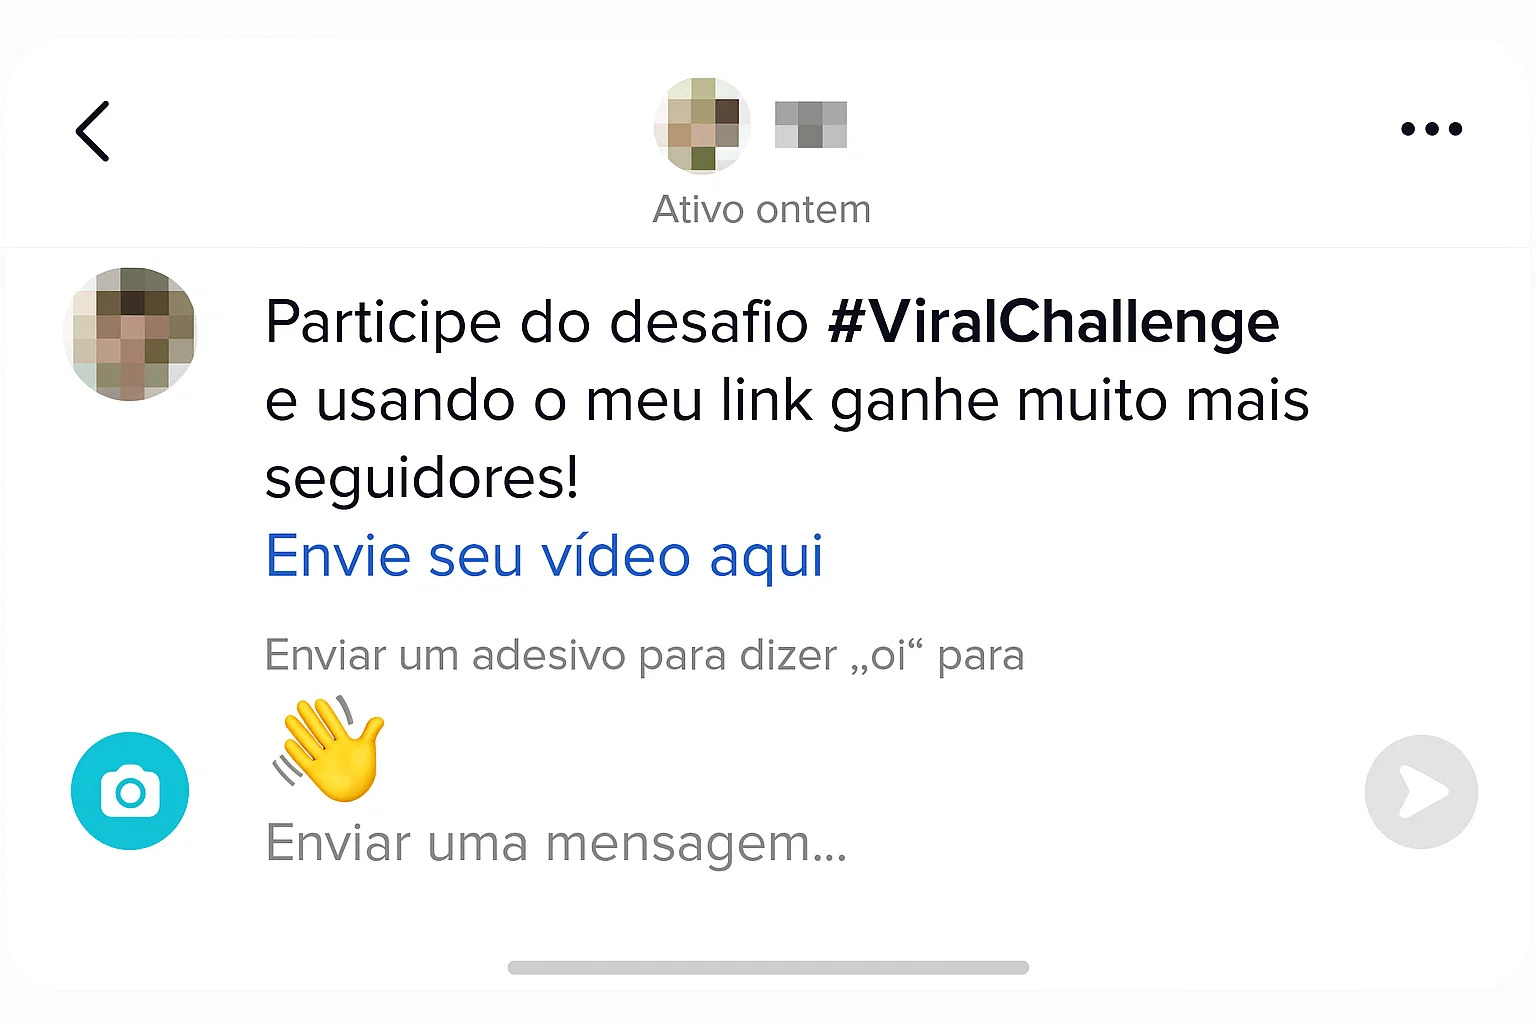 Ativo ontem
Participe do desafio #ViralChallenge
e usando o meu link ganhe muito mais
seguidores!
Envie seu vídeo aqui
Enviar um adesivo para dizer „oi“ para
Enviar uma mensagem...